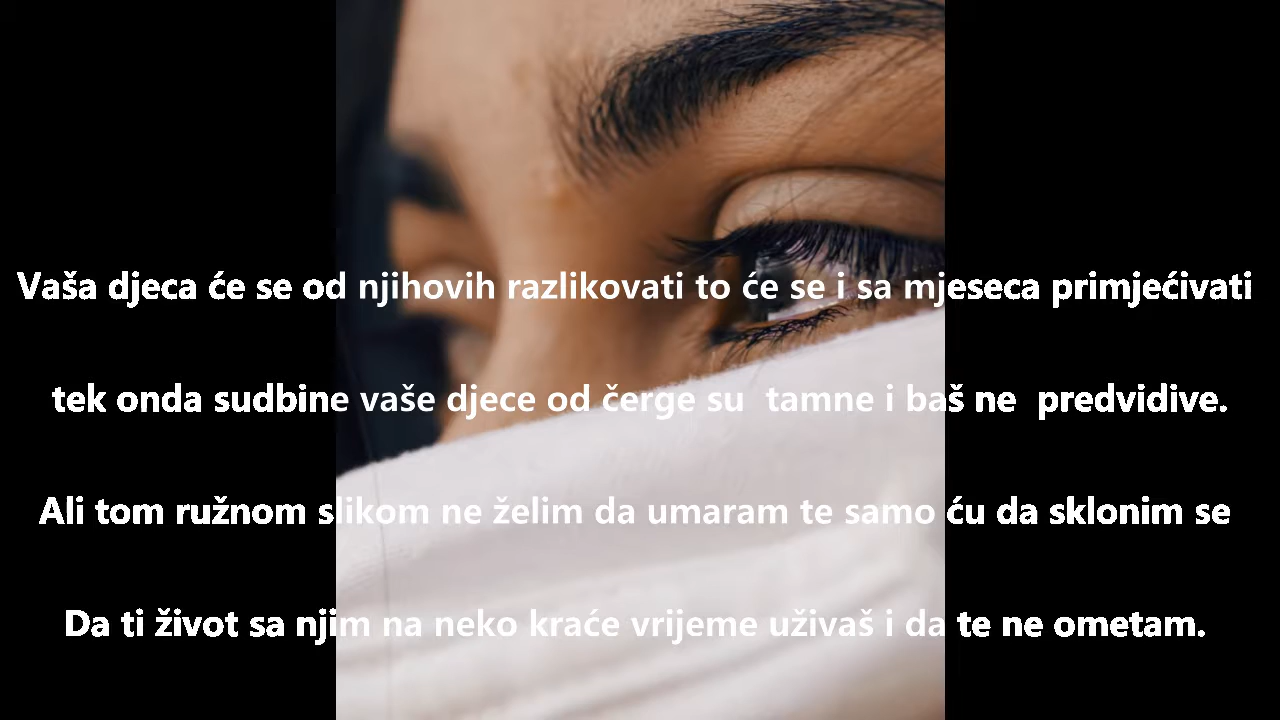 Vaša djeca će se od njihovih razlikovati to će se i sa mjeseca primjećivati
tek onda sudbine vaše djece od čerge su tamne i baš ne predvidive.
Ali tom ružnom slikom ne želim da umaram te samo ću da sklonim se
Da ti život sa njim na neko kraće vrijeme uživaš i da te ne ometam.